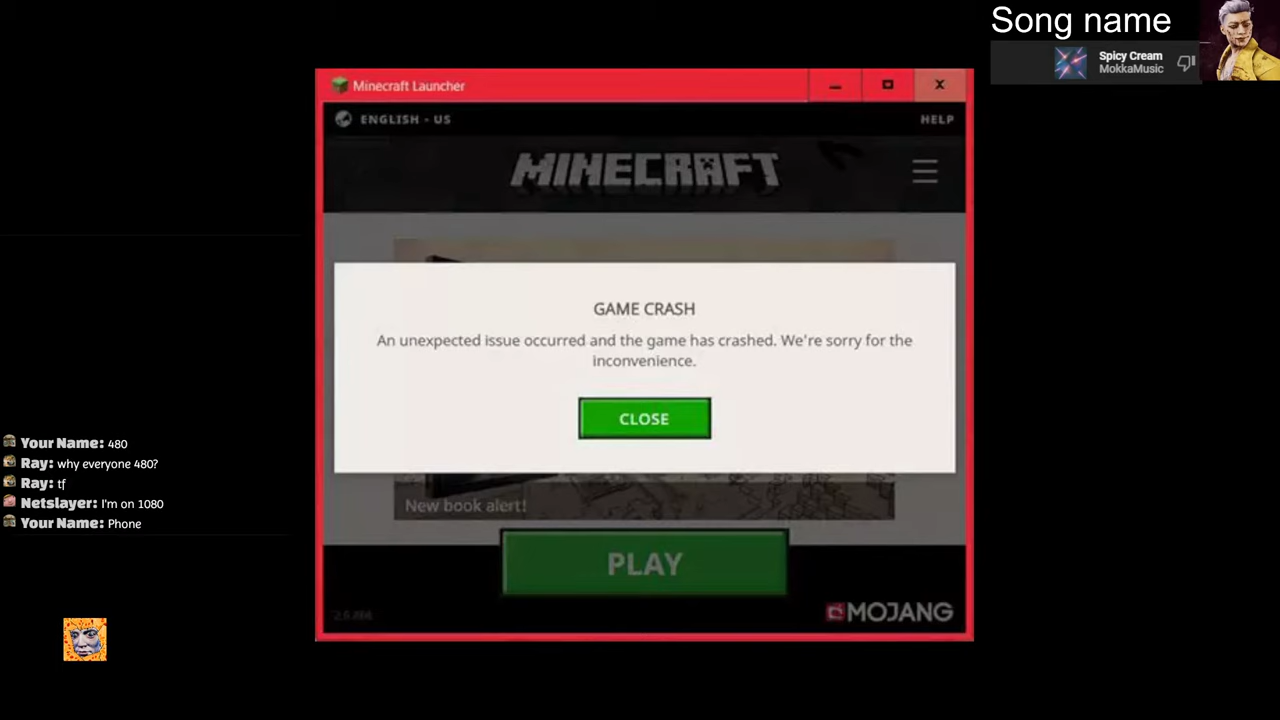 Song name
Spicy Cream
MokkaMusic
Minecraft Launcher
ENGLISH - US
HELP
MINECRAFT
GAME CRASH
An unexpected issue occurred and the game has crashed. We're sorry for the
inconvenience.
CLOSE
Your Name: 480
Ray: why everyone 480?
Ray: tf
Netslayer: I'm on 1080
Your Name: Phone
New book alert!
PLAY
MOJANG